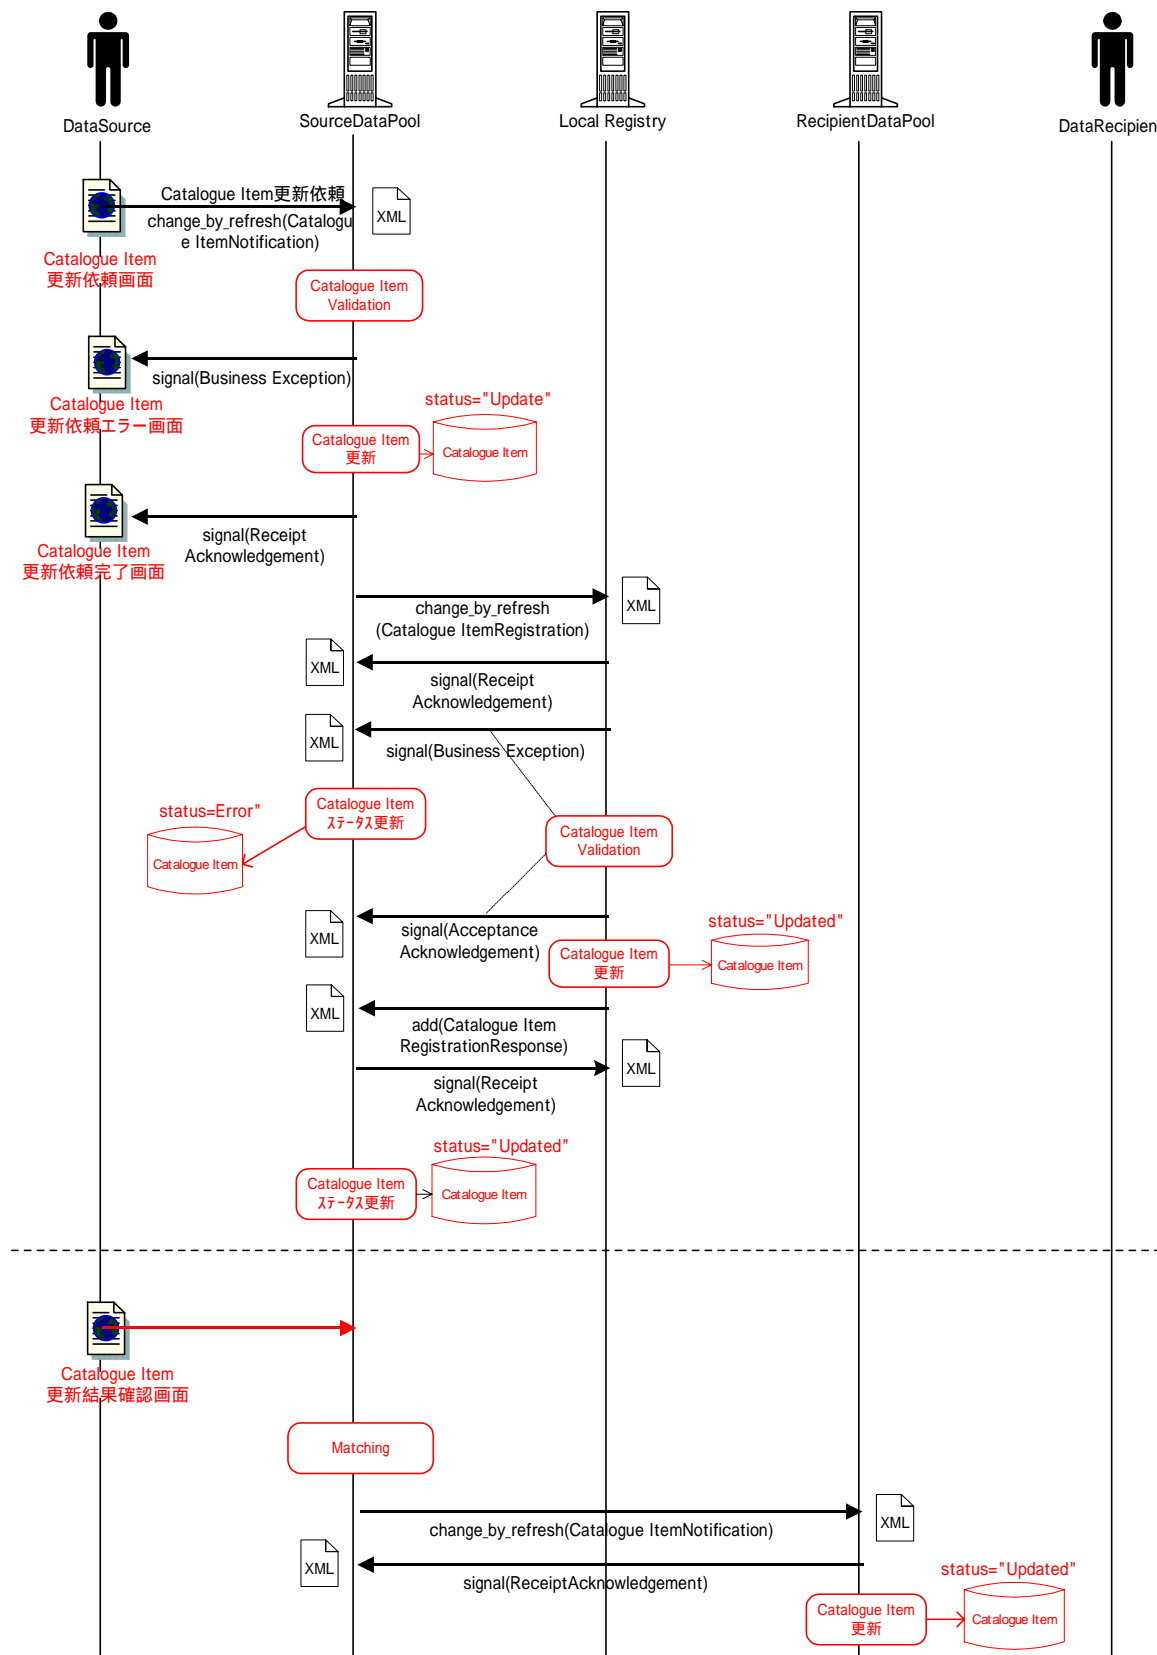 DataSource
SourceDataPool
Local Registry
RecipientDataPool
DataRecipien
Catalogue Item更新依頼
XML
change_by_refresh(Catalogu
e ItemNotification)
Catalogue Item
更新依頼画面
Catalogue Item
Validation
signal(Business Exception)
Catalogue Item
更新依頼エラー画面
status="Update"
Catalogue Item
更新
Catalogue Item
signal(Receipt
Acknowledgement)
Catalogue Item
更新依頼完了画面
XML
change_by_refresh
(Catalogue ItemRegistration)
XML
signal(Receipt
Acknowledgement)
XML
signal(Business Exception)
status=Error"
Catalogue Item
ステータス更新
Catalogue Item
Catalogue Item
Validation
XML
signal(Acceptance
Acknowledgement)
status="Updated"
Catalogue Item
更新
Catalogue Item
XML
add(Catalogue Item
RegistrationResponse)
XML
signal(Receipt
Acknowledgement)
status="Updated"
Catalogue Item
ステータス更新
Catalogue Item
Catalogue Item
更新結果確認画面
Matching
XML
change_by_refresh(Catalogue ItemNotification)
XML
signal(ReceiptAcknowledgement)
status="Updated"
Catalogue Item
更新
Catalogue Item